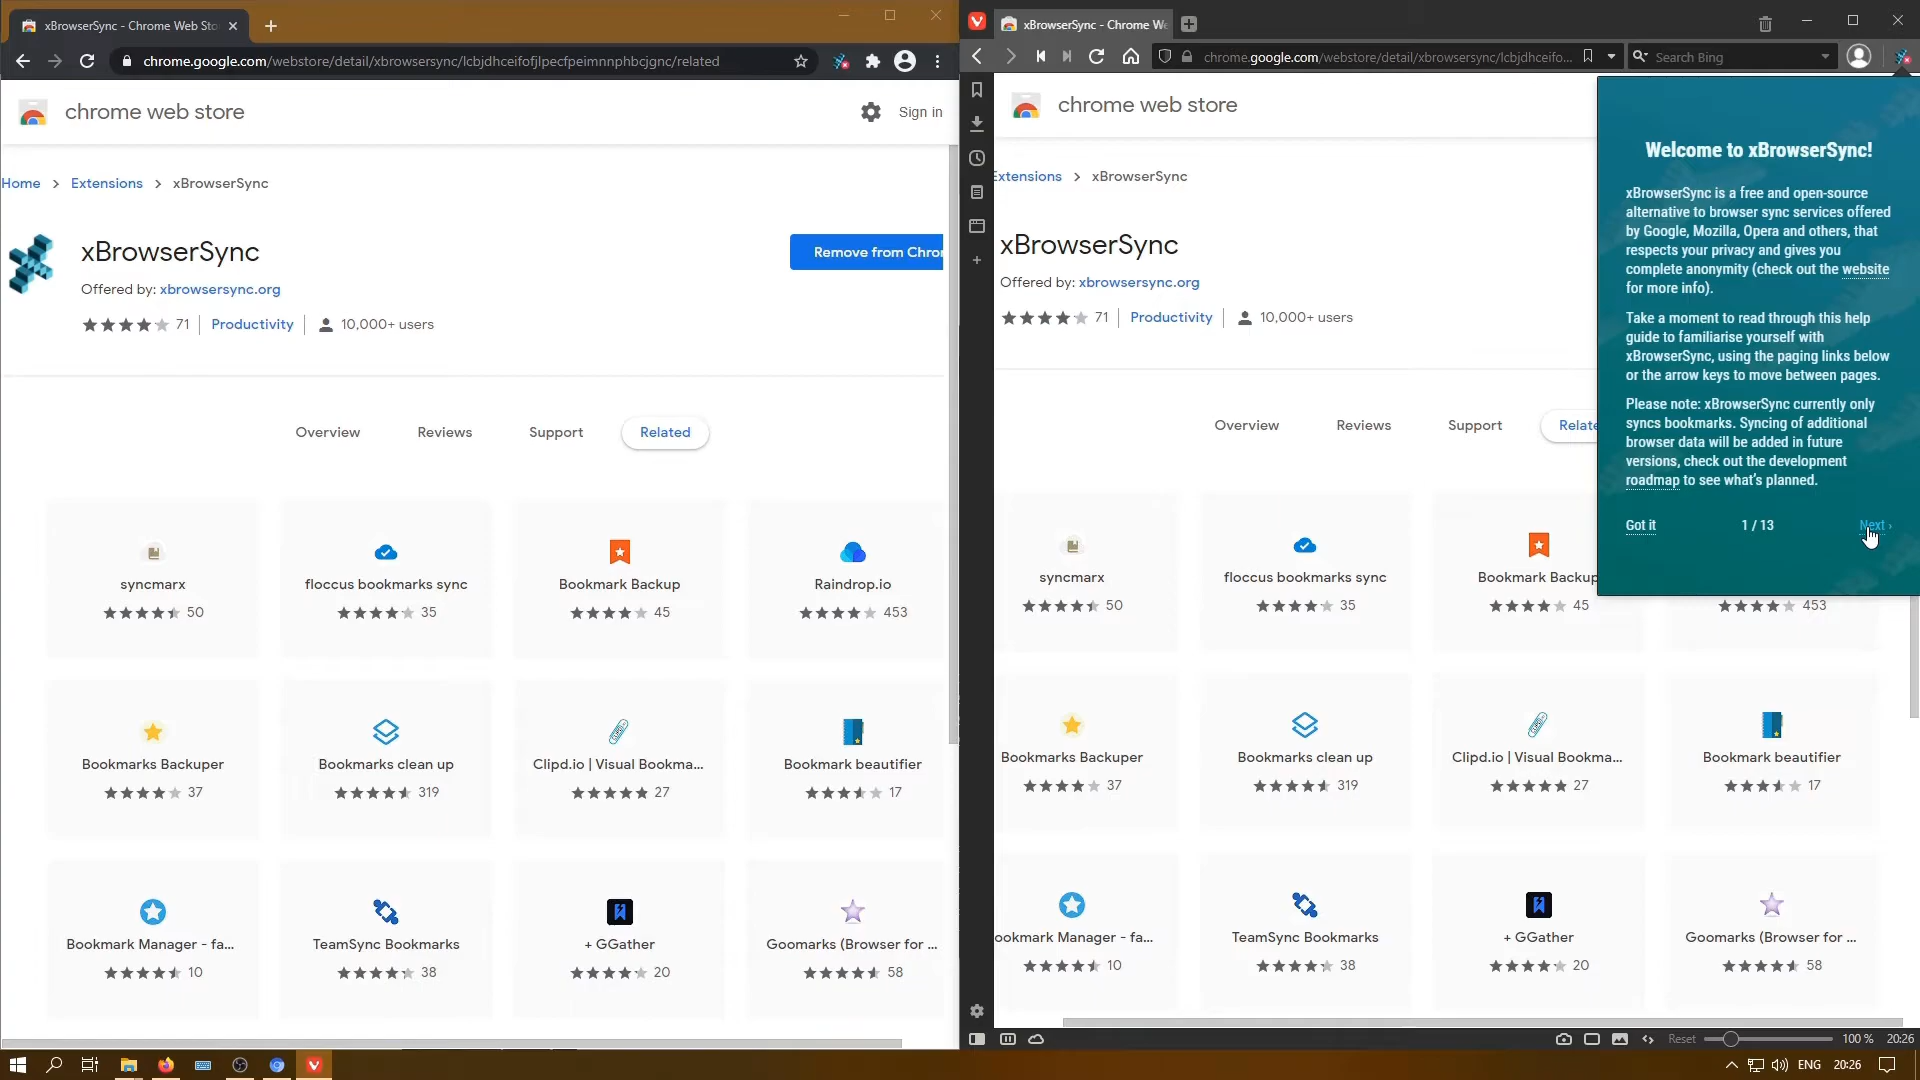 xBrowserSync - Chrome Web Sto
chrome.google.com/webstore/detail/xbrowsersync/lcbjdhceifofjlpecfpeimnnphbcjgnc/related
chrome web store
Sign in
Home > Extensions > xBrowserSync
xBrowserSync
Remove from Chro
Offered by: xbrowsersync.org
71 Productivity 10,000+ users
Overview Reviews Support Related
syncmarx
50
floccus bookmarks sync
35
Bookmark Backup
45
Raindrop.io
453
Bookmarks Backuper
37
Bookmarks clean up
319
Clipd.io | Visual Bookma...
27
Bookmark beautifier
17
Bookmark Manager - fa...
10
TeamSync Bookmarks
38
+ GGather
20
Goomarks (Browser for ...
58
xBrowserSync - Chrome We
chrome.google.com/webstore/detail/xbrowsersync/lcbjdhceifo...
Search Bing
chrome web store
Extensions > xBrowserSync
xBrowserSync
Offered by: xbrowsersync.org
71 Productivity 10,000+ users
Overview Reviews Support Relate
syncmarx
50
floccus bookmarks sync
35
Bookmark Backup
45
453
Bookmarks Backuper
37
Bookmarks clean up
319
Clipd.io | Visual Bookma...
27
Bookmark beautifier
17
ookmark Manager - fa...
10
TeamSync Bookmarks
38
+ GGather
20
Goomarks (Browser for ...
58
Welcome to xBrowserSync!
xBrowserSync is a free and open-source
alternative to browser sync services offered
by Google, Mozilla, Opera and others, that
respects your privacy and gives you
complete anonymity (check out the website
for more info).
Take a moment to read through this help
guide to familiarise yourself with
xBrowserSync, using the paging links below
or the arrow keys to move between pages.
Please note: xBrowserSync currently only
syncs bookmarks. Syncing of additional
browser data will be added in future
versions, check out the development
roadmap to see what's planned.
Got it 1 / 13 Next ›
Reset 100 % 20:26
ENG 20:26